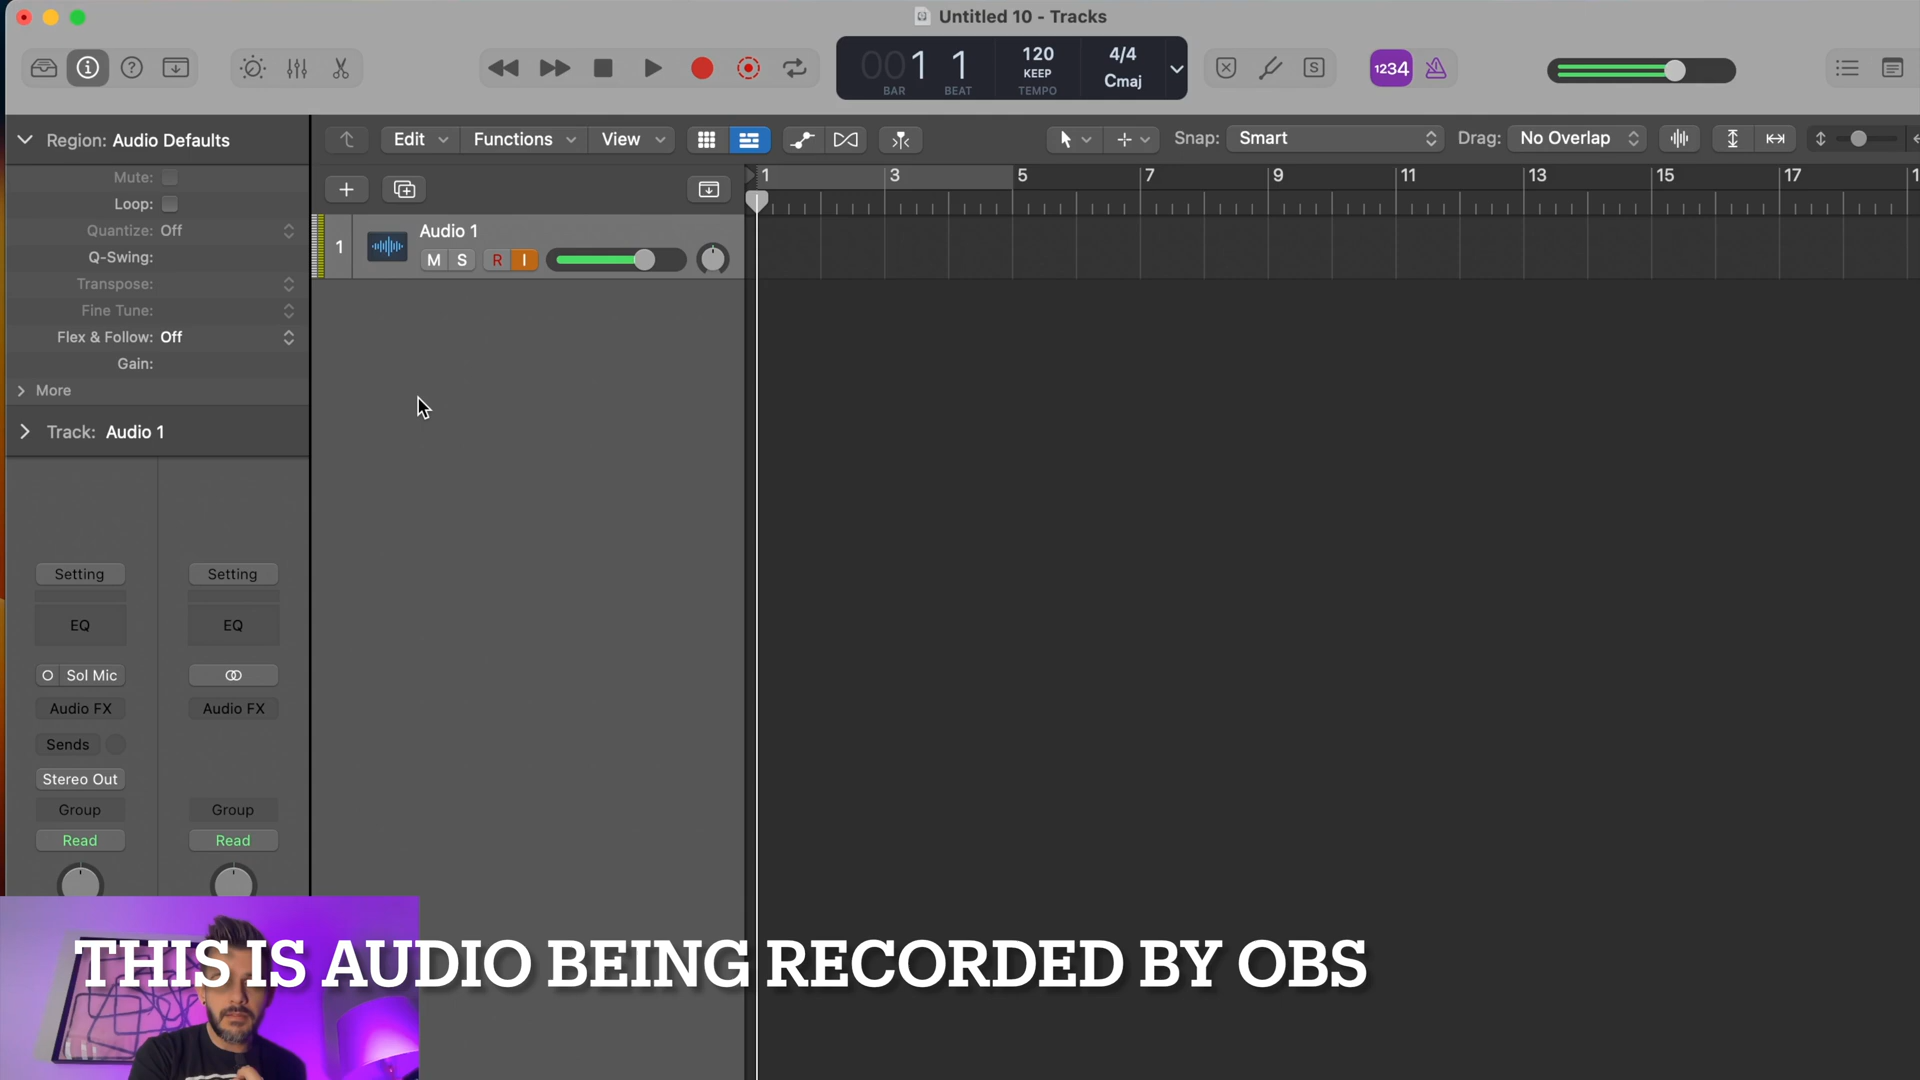 Untitled 10 - Tracks
001 1
BAR BEAT
120
KEEP
TEMPO
4/4
Cmaj
S
1234
Region: Audio Defaults
Edit
Functions
View
Snap: Smart
Drag: No Overlap
Mute:
Loop:
Quantize: Off
Q-Swing:
Transpose:
Fine Tune:
Flex & Follow: Off
Gain:
More
Track: Audio 1
1 3 5 7 9 11 13 15 17
1
Audio 1
M S R I
Setting Setting
EQ EQ
Sol Mic
Audio FX Audio FX
Sends
Stereo Out
Group Group
Read Read
THIS IS AUDIO BEING RECORDED BY OBS